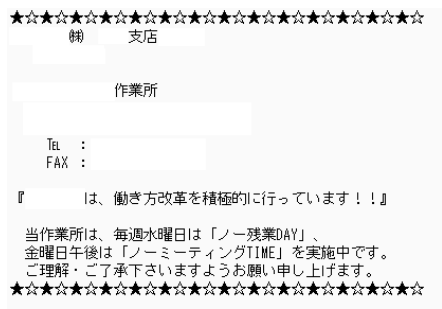 ★☆★☆★☆★☆★☆★☆★☆★☆★☆★☆★☆★☆★☆★☆
㈱ 支店
作業所
℡ :
FAX :
『 は、働き方改革を積極的に行っています!!』
当作業所は、毎週水曜日は「ノー残業DAY」、
金曜日午後は「ノーミーティングTIME」を実施中です。
ご理解・ご了承下さいますようお願い申し上げます。
★☆★☆★☆★☆★☆★☆★☆★☆★☆★☆★☆★☆★☆★☆